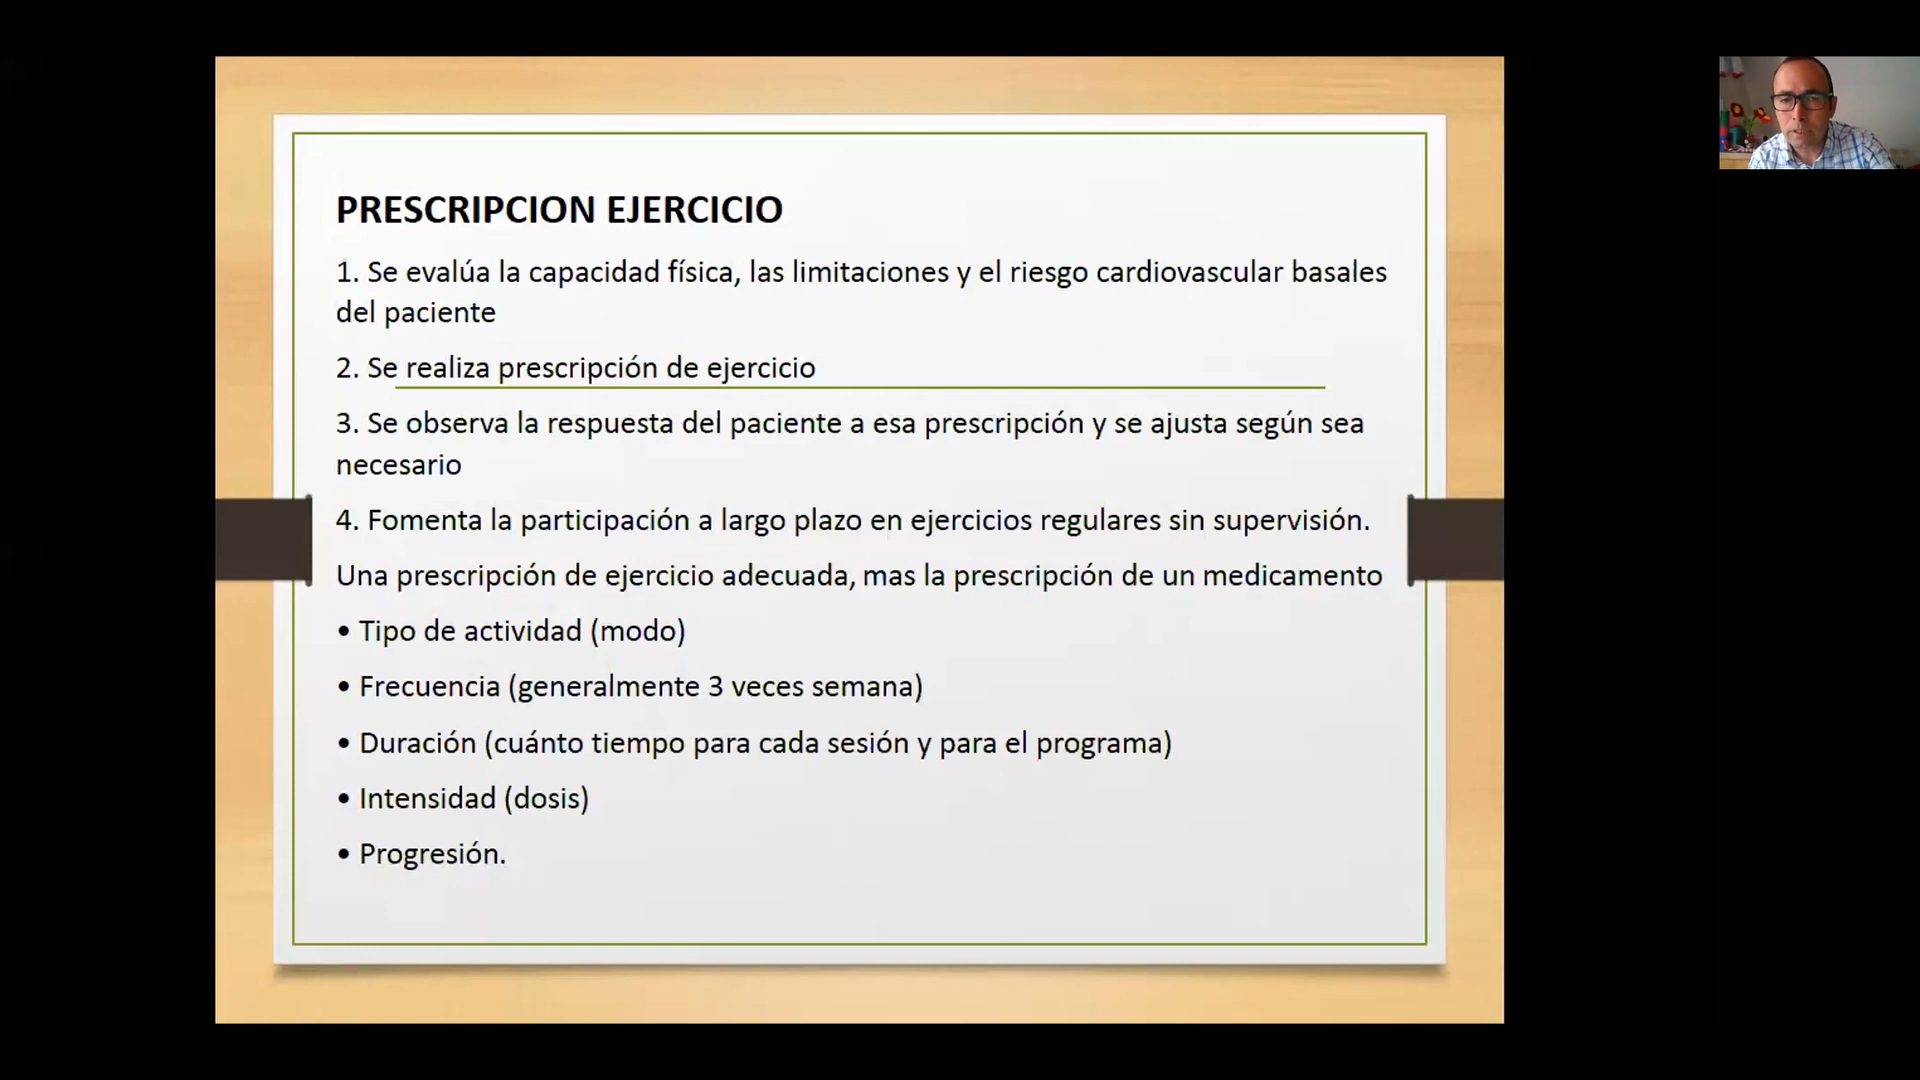 PRESCRIPCION EJERCICIO
1. Se evalúa la capacidad física, las limitaciones y el riesgo cardiovascular basales
del paciente
2. Se realiza prescripción de ejercicio
3. Se observa la respuesta del paciente a esa prescripción y se ajusta según sea
necesario
4. Fomenta la participación a largo plazo en ejercicios regulares sin supervisión.
Una prescripción de ejercicio adecuada, mas la prescripción de un medicamento
• Tipo de actividad (modo)
• Frecuencia (generalmente 3 veces semana)
• Duración (cuánto tiempo para cada sesión y para el programa)
• Intensidad (dosis)
• Progresión.